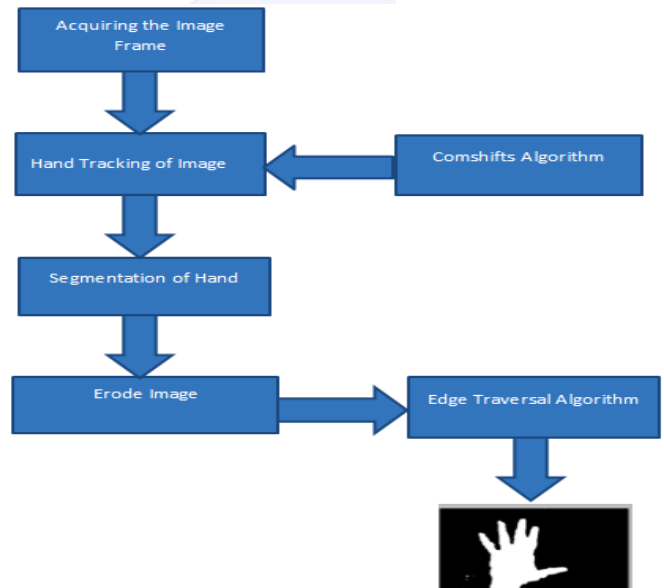 Acquiring the Image
Frame
Hand Tracking of Image
Comshifts Algorithm
Segmentation of Hand
Erode Image
Edge Traversal Algorithm